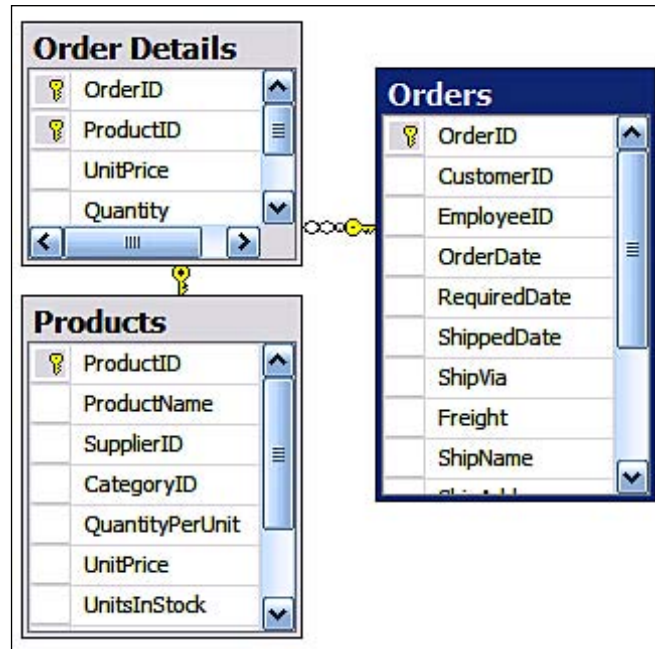 Order Details
OrderID
ProductID
UnitPrice
Quantity
Orders
OrderID
CustomerID
EmployeeID
OrderDate
RequiredDate
ShippedDate
ShipVia
Freight
ShipName
Products
ProductID
ProductName
SupplierID
CategoryID
QuantityPerUnit
UnitPrice
UnitsInStock